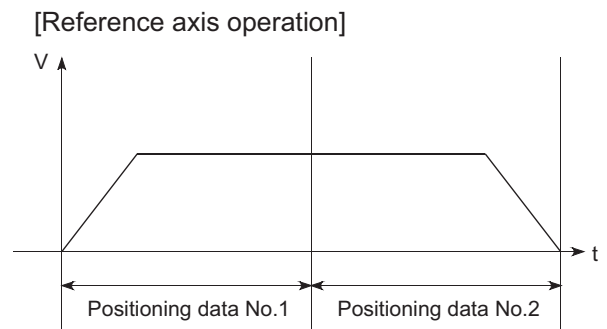 [Reference axis operation]
V
t
Positioning data No.1
Positioning data No.2